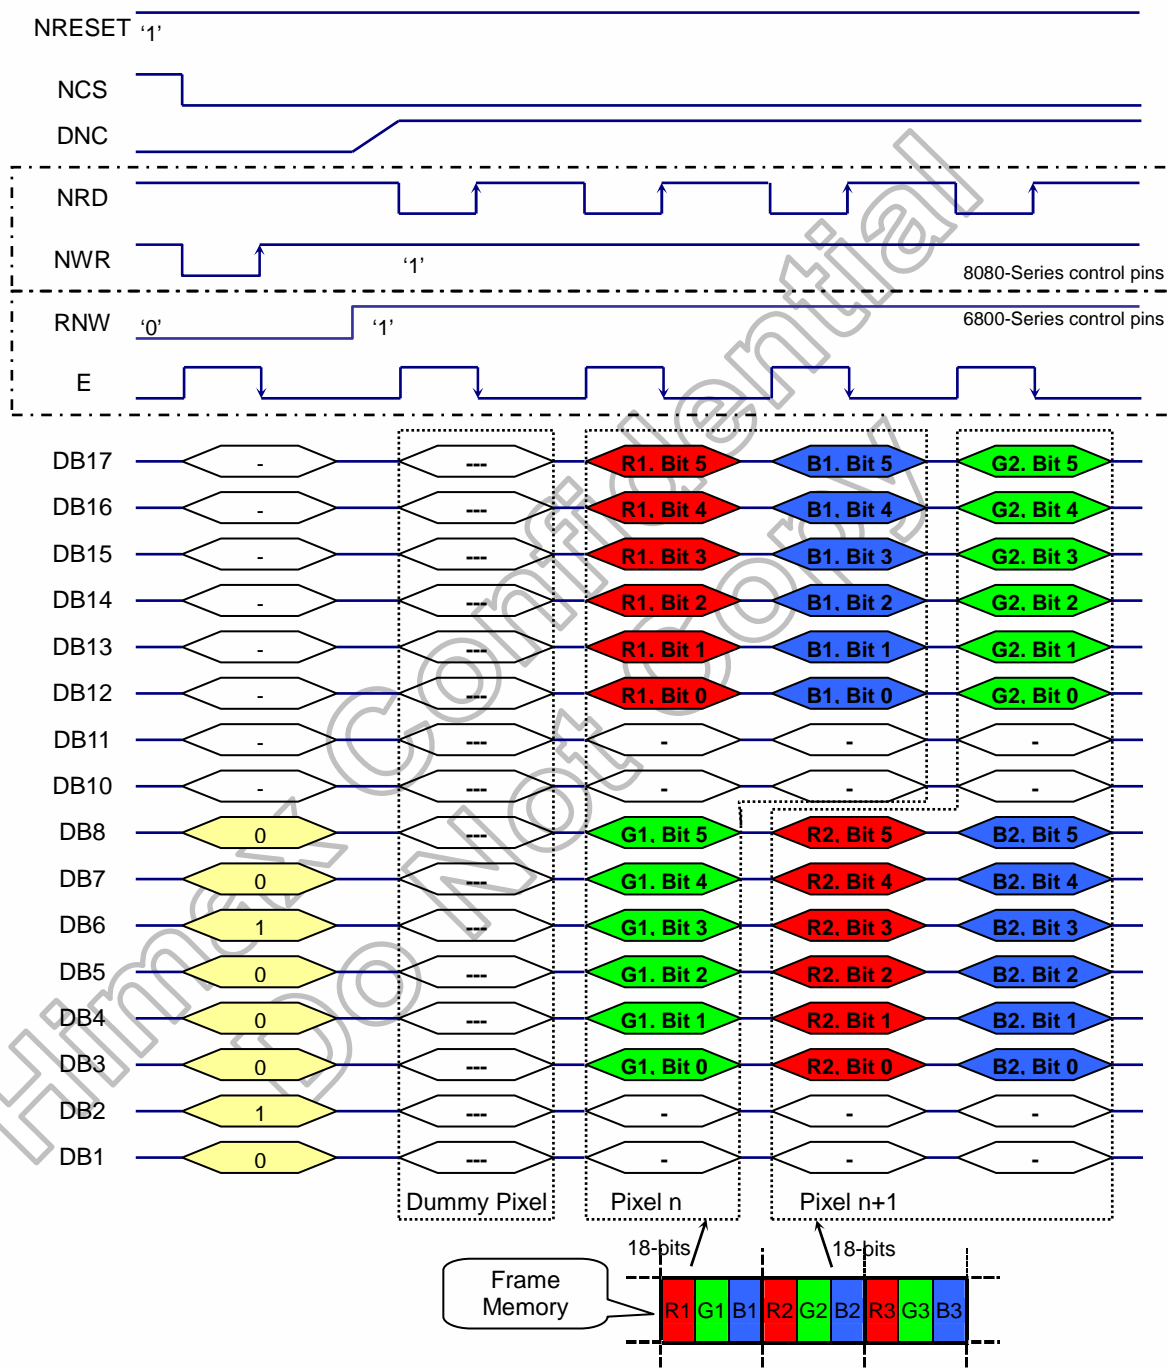 NRESET '1'
NCS
DNC
NRD
NWR '1'
8080-Series control pins
RNW '0' '1' 6800-Series control pins
E
DB17 - --- R1, Bit 5 B1, Bit 5 G2, Bit 5
DB16 - --- R1, Bit 4 B1, Bit 4 G2, Bit 4
DB15 - --- R1, Bit 3 B1, Bit 3 G2, Bit 3
DB14 - --- R1, Bit 2 B1, Bit 2 G2, Bit 2
DB13 - --- R1, Bit 1 B1, Bit 1 G2, Bit 1
DB12 - --- R1, Bit 0 B1, Bit 0 G2, Bit 0
DB11 - --- - - -
DB10 - --- - - -
DB8 0 --- G1, Bit 5 R2, Bit 5 B2, Bit 5
DB7 0 --- G1, Bit 4 R2, Bit 4 B2, Bit 4
DB6 1 --- G1, Bit 3 R2, Bit 3 B2, Bit 3
DB5 0 --- G1, Bit 2 R2, Bit 2 B2, Bit 2
DB4 0 --- G1, Bit 1 R2, Bit 1 B2, Bit 1
DB3 0 --- G1, Bit 0 R2, Bit 0 B2, Bit 0
DB2 1 --- - - -
DB1 0 --- - - -
Dummy Pixel Pixel n Pixel n+1
18-bits 18-bits
Frame
Memory
R1 G1 B1 R2 G2 B2 R3 G3 B3
Himax Confidential
Do Not Copy